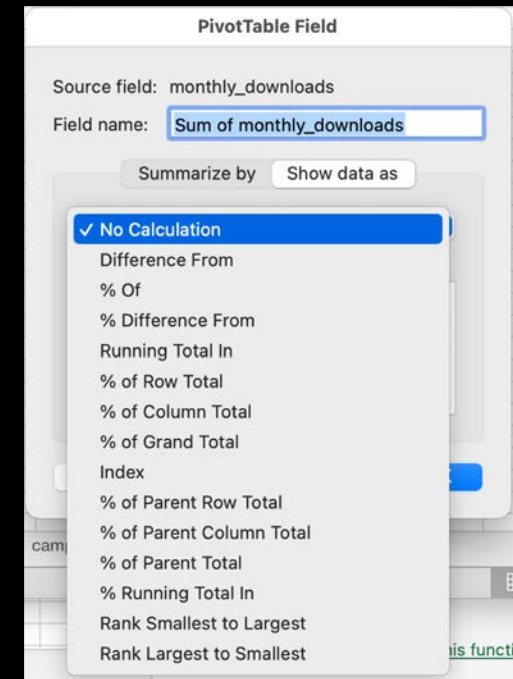 PivotTable Field
Source field: monthly_downloads
Field name: Sum of monthly_downloads
Summarize by Show data as
✓ No Calculation
Difference From
% Of
% Difference From
Running Total In
% of Row Total
% of Column Total
% of Grand Total
Index
% of Parent Row Total
% of Parent Column Total
% of Parent Total
% Running Total In
Rank Smallest to Largest
Rank Largest to Smallest